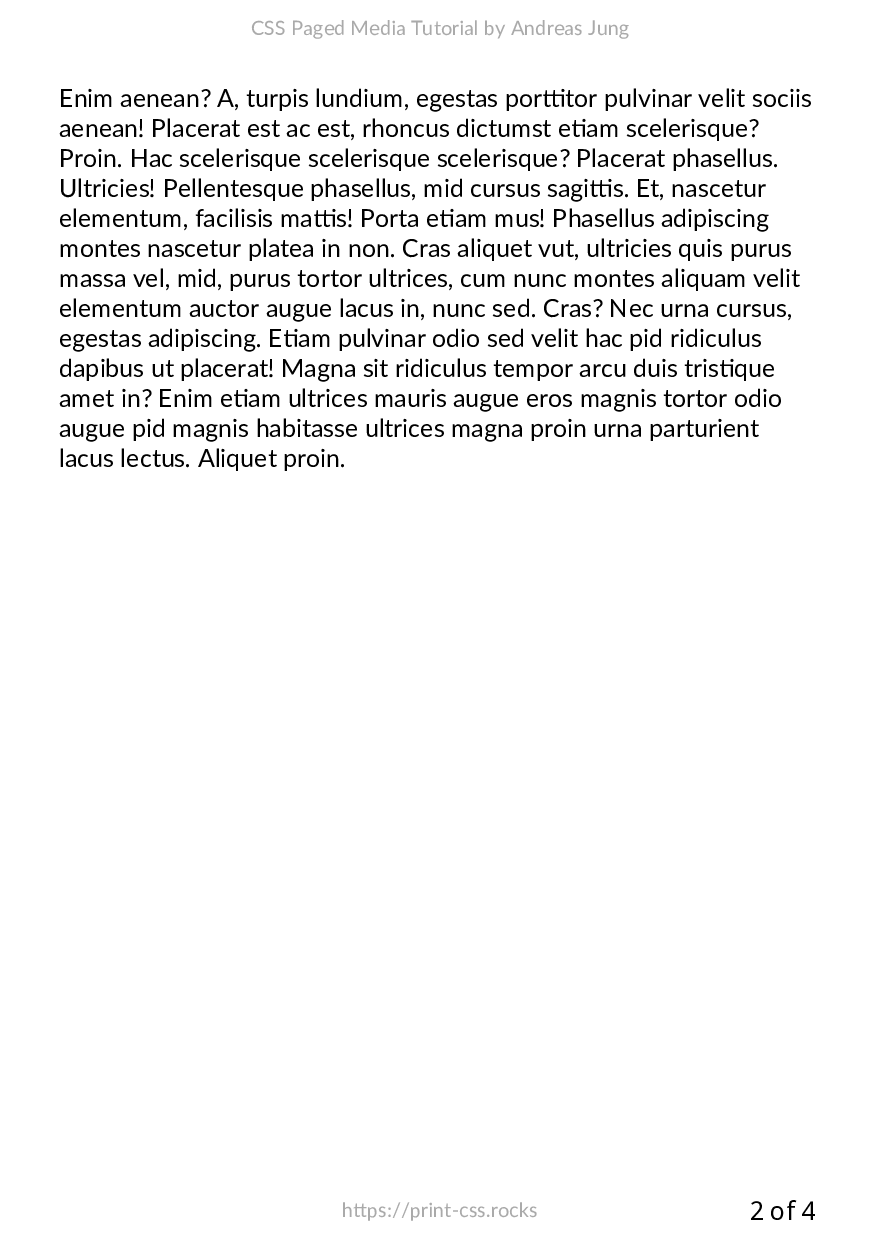 CSS Paged Media Tutorial by Andreas Jung
Enim aenean? A, turpis lundium, egestas porttitor pulvinar velit sociis
aenean! Placerat est ac est, rhoncus dictumst etiam scelerisque?
Proin. Hac scelerisque scelerisque scelerisque? Placerat phasellus.
Ultricies! Pellentesque phasellus, mid cursus sagittis. Et, nascetur
elementum, facilisis mattis! Porta etiam mus! Phasellus adipiscing
montes nascetur platea in non. Cras aliquet vut, ultricies quis purus
massa vel, mid, purus tortor ultrices, cum nunc montes aliquam velit
elementum auctor augue lacus in, nunc sed. Cras? Nec urna cursus,
egestas adipiscing. Etiam pulvinar odio sed velit hac pid ridiculus
dapibus ut placerat! Magna sit ridiculus tempor arcu duis tristique
amet in? Enim etiam ultrices mauris augue eros magnis tortor odio
augue pid magnis habitasse ultrices magna proin urna parturient
lacus lectus. Aliquet proin.
https://print-css.rocks
2 of 4